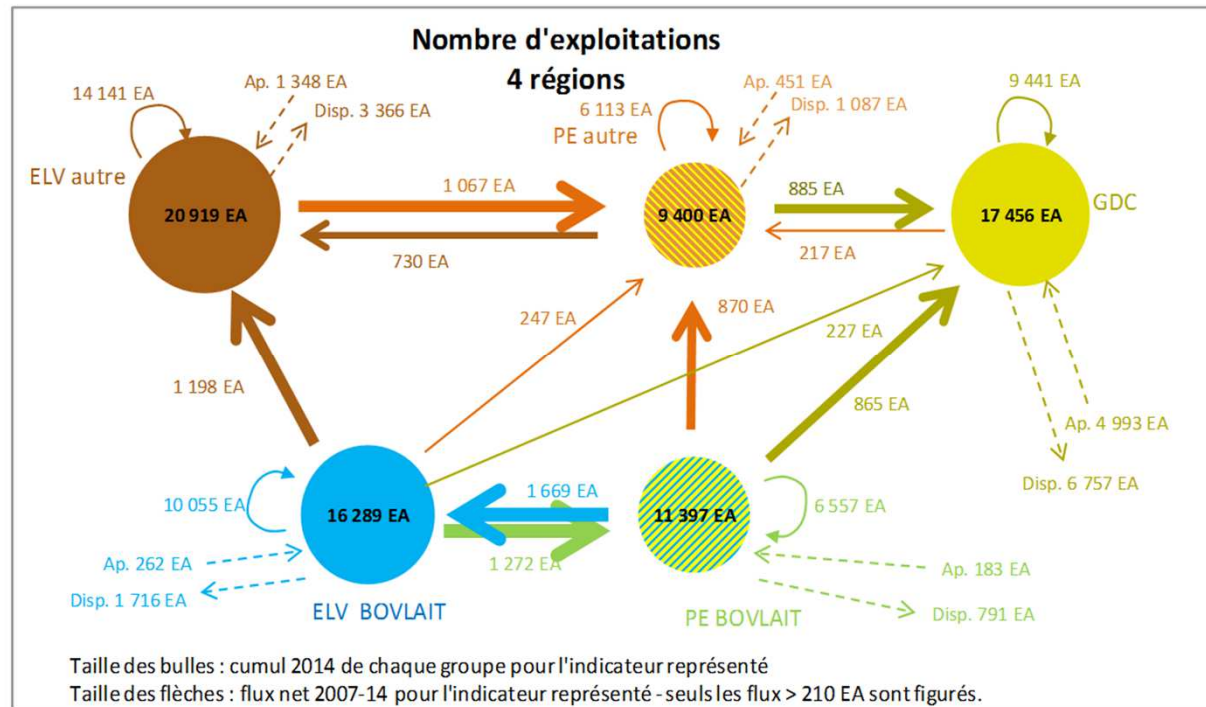 Nombre d'exploitations
4 régions
14 141 EA
Ap. 1 348 EA
Disp. 3 366 EA
ELV autre
20 919 EA
6 113 EA
PE autre
Ap. 451 EA
Disp. 1 087 EA
9 400 EA
9 441 EA
GDC
17 456 EA
1 067 EA
730 EA
885 EA
217 EA
1 198 EA
247 EA
870 EA
227 EA
865 EA
Ap. 4 993 EA
Disp. 6 757 EA
10 055 EA
16 289 EA
1 669 EA
1 272 EA
11 397 EA
6 557 EA
Ap. 262 EA
Disp. 1 716 EA
ELV BOVLAIT
PE BOVLAIT
Ap. 183 EA
Disp. 791 EA
Taille des bulles : cumul 2014 de chaque groupe pour l'indicateur représenté
Taille des flèches : flux net 2007-14 pour l'indicateur représenté - seuls les flux > 210 EA sont figurés.